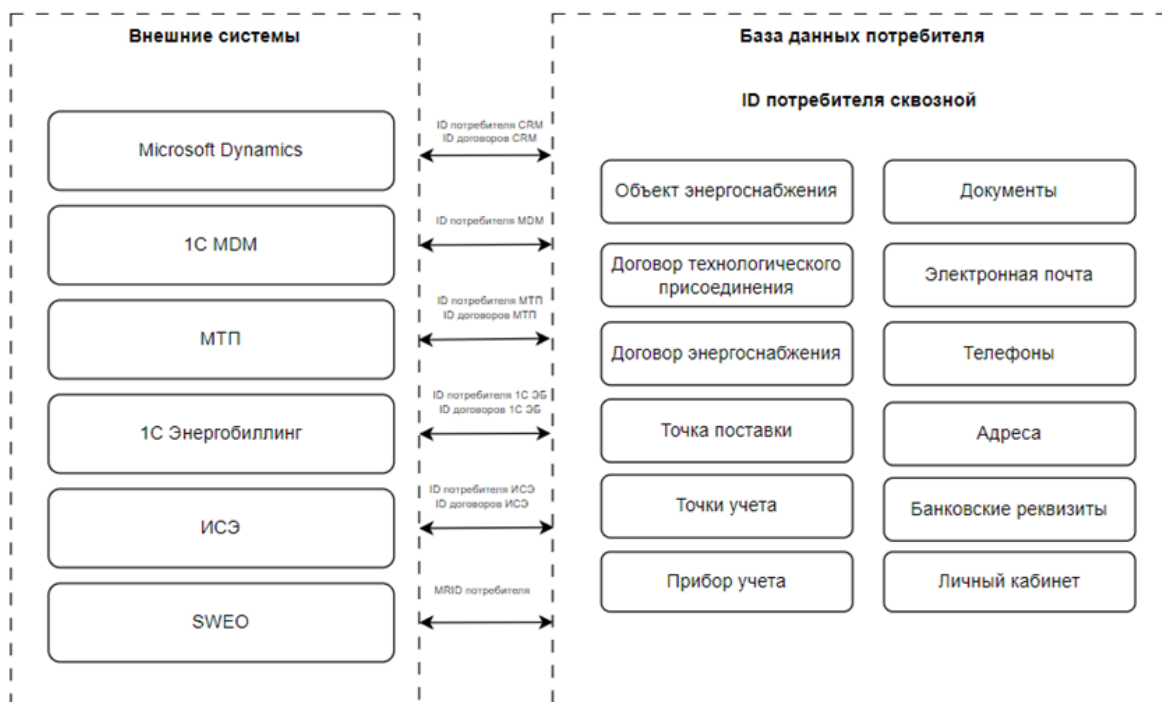 Внешние системы
Microsoft Dynamics
1С MDM
МТП
1С Энергобиллинг
ИСЭ
SWEO
ID потребителя CRM
ID договоров CRM
ID потребителя MDM
ID потребителя МТП
ID договоров МТП
ID потребителя 1С ЭБ
ID договоров 1С ЭБ
ID потребителя ИСЭ
ID договоров ИСЭ
MRID потребителя
База данных потребителя
ID потребителя сквозной
Объект энергоснабжения
Договор технологического
присоединения
Договор энергоснабжения
Точка поставки
Точки учета
Прибор учета
Документы
Электронная почта
Телефоны
Адреса
Банковские реквизиты
Личный кабинет